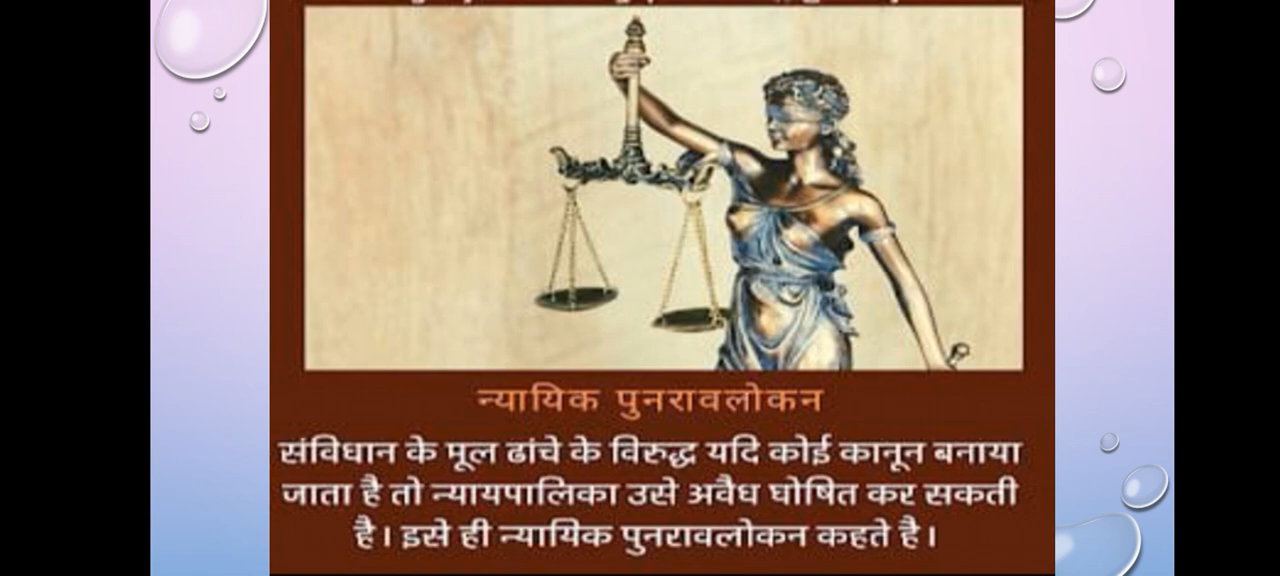 न्यायिक पुनरावलोकन
संविधान के मूल ढांचे के विरुद्ध यदि कोई कानून बनाया
जाता है तो न्यायपालिका उसे अवैध घोषित कर सकती
है। इसे ही न्यायिक पुनरावलोकन कहते है।